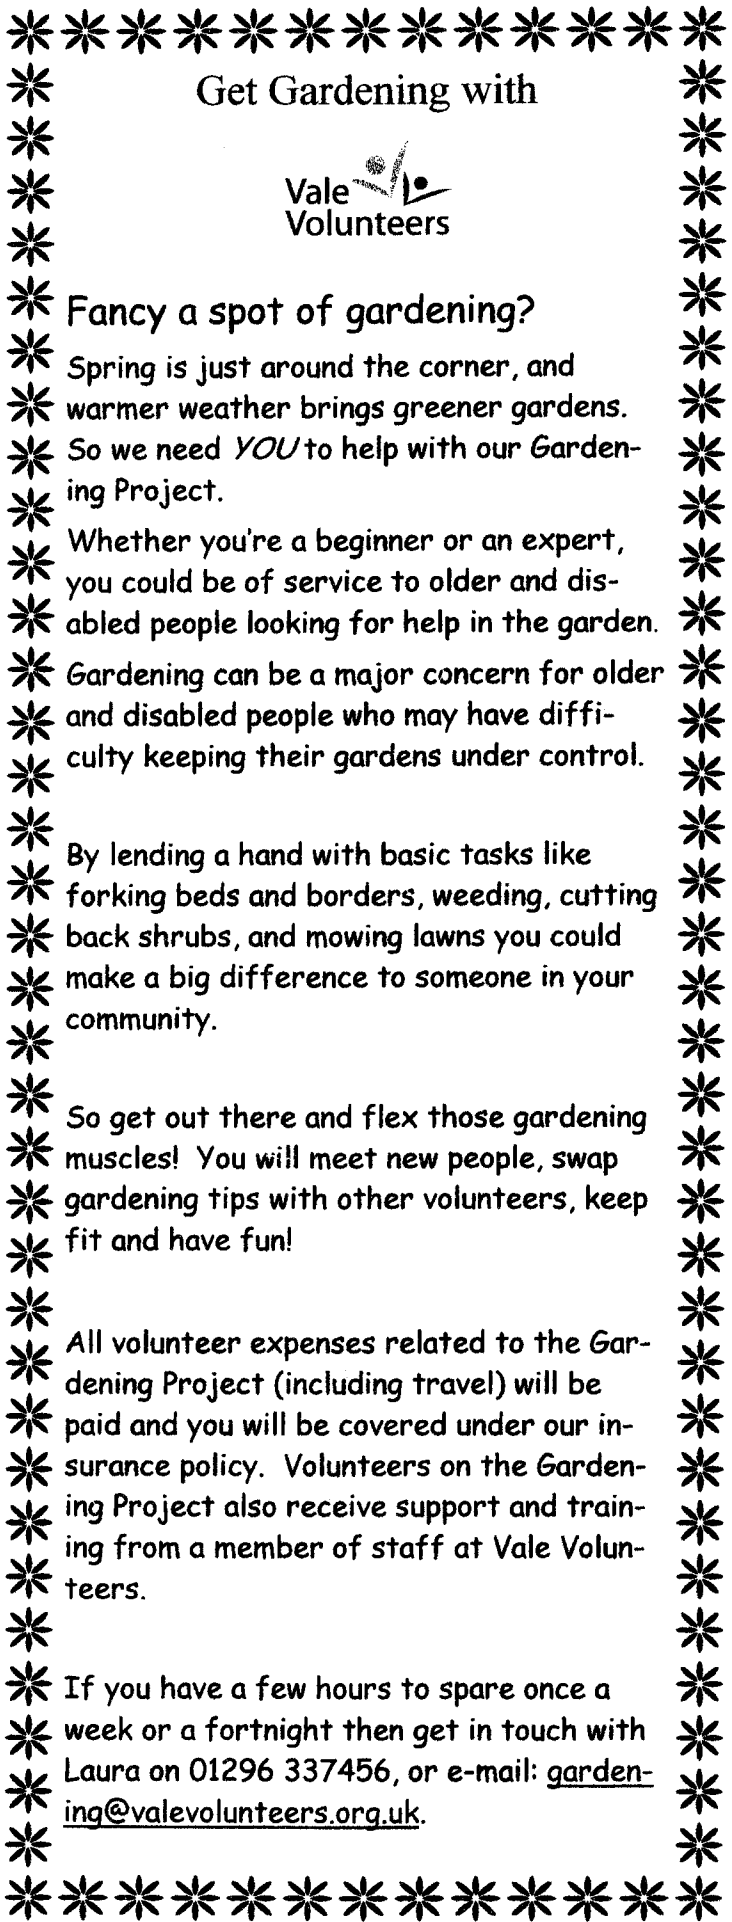 Get Gardening with
Vale
Volunteers
Fancy a spot of gardening?
Spring is just around the corner, and
warmer weather brings greener gardens.
So we need YOU to help with our Garden-
ing Project.
Whether you're a beginner or an expert,
you could be of service to older and dis-
abled people looking for help in the garden.
Gardening can be a major concern for older
and disabled people who may have diffi-
culty keeping their gardens under control.
By lending a hand with basic tasks like
forking beds and borders, weeding, cutting
back shrubs, and mowing lawns you could
make a big difference to someone in your
community.
So get out there and flex those gardening
muscles!  You will meet new people, swap
gardening tips with other volunteers, keep
fit and have fun!
All volunteer expenses related to the Gar-
dening Project (including travel) will be
paid and you will be covered under our in-
surance policy.  Volunteers on the Garden-
ing Project also receive support and train-
ing from a member of staff at Vale Volun-
teers.
If you have a few hours to spare once a
week or a fortnight then get in touch with
Laura on 01296 337456, or e-mail: garden-
ing@valevolunteers.org.uk.